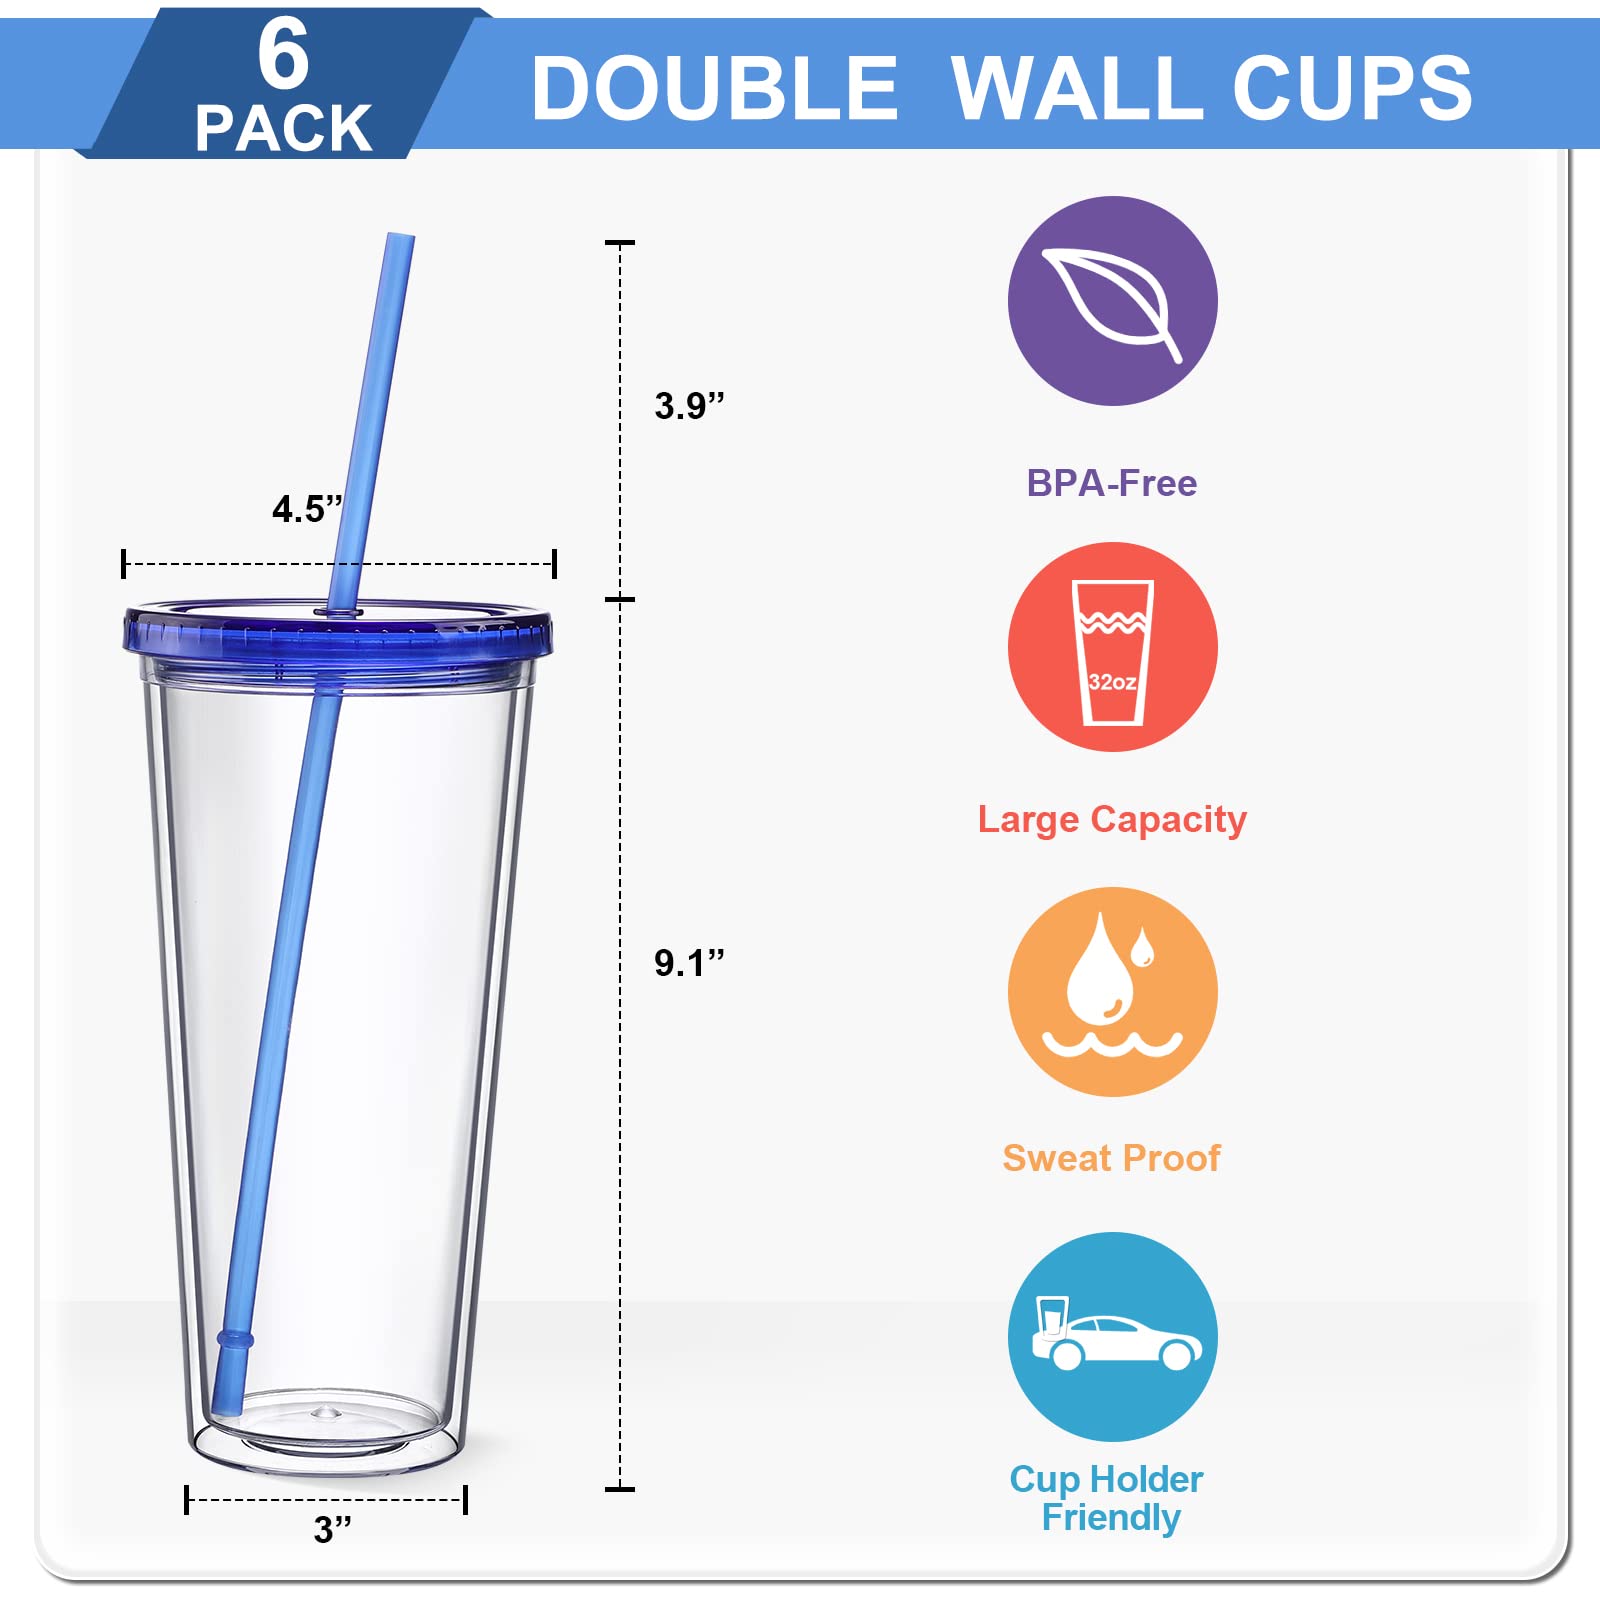 6
PACK
DOUBLE WALL CUPS
3.9”
4.5”
9.1”
3”
BPA-Free
32oz
Large Capacity
Sweat Proof
Cup Holder
Friendly